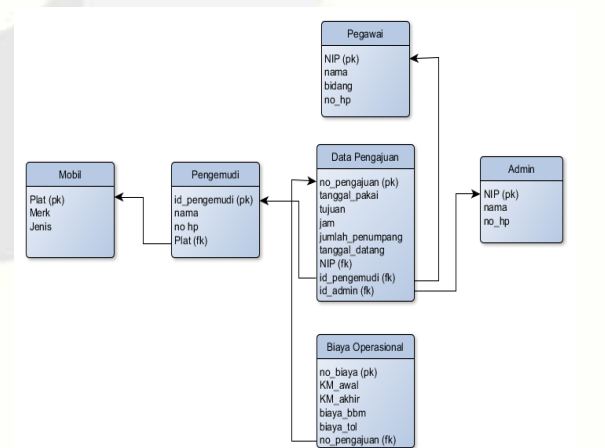 Pegawai
NIP (pk)
nama
bidang
no_hp
Data Pengajuan
no_pengajuan (pk)
tanggal_pakai
tujuan
jam
jumlah_penumpang
tanggal_datang
NIP (fk)
id_pengemudi (fk)
id_admin (fk)
Admin
NIP (pk)
nama
no_hp
Mobil
Plat (pk)
Merk
Jenis
Pengemudi
id_pengemudi (pk)
nama
no hp
Plat (fk)
Biaya Operasional
no_biaya (pk)
KM_awal
KM_akhir
biaya_bbm
biaya_tol
no_pengajuan (fk)